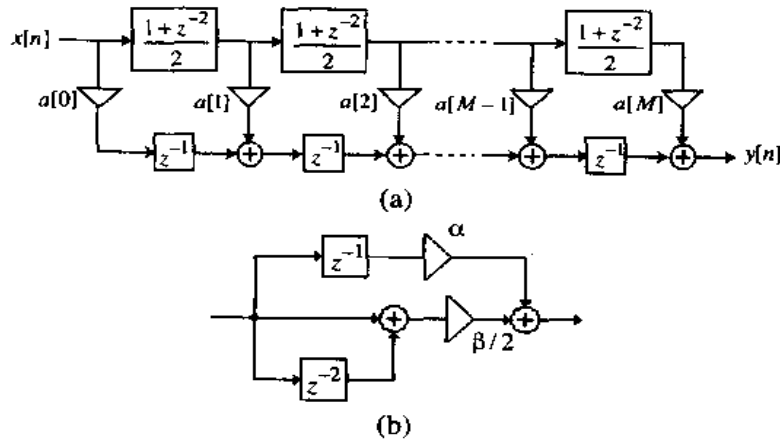 x[n]
1 + z^{-2}
2
1 + z^{-2}
2
1 + z^{-2}
2
a[0]
a[1]
a[2]
a[M-1]
a[M]
z^{-1}
+
z^{-1}
+
+
z^{-1}
+
y[n]
(a)
α
z^{-1}
+
+
β/2
z^{-2}
(b)